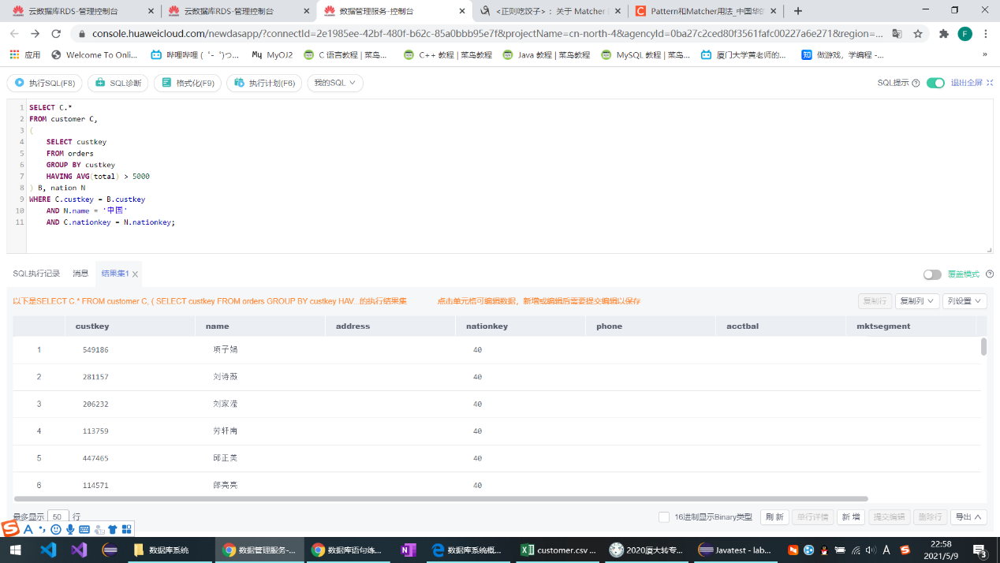 云数据库RDS-管理控制台
云数据库RDS-管理控制台
数据管理服务-控制台
<正则吃饺子> ：关于 Matcher
Pattern和Matcher用法_中国华
console.huaweicloud.com/newdasapp/?connectId=2e1985ee-42bf-480f-b62c-85a0bbb95e7f&projectName=cn-north-4&agencyId=0ba27c2ced80f3561fafc00227a6e271&region=...
F
应用
Welcome To Onli...
哔哩哔哩 (゜-゜)つ...
My MyOJ2
C 语言教程 | 菜鸟...
C++ 教程 | 菜鸟教程
Java 教程 | 菜鸟教程
MySQL 教程 | 菜鸟...
厦门大学黄老师的...
知 做游戏，学编程 -...
»
执行SQL(F8)
SQL诊断
格式化(F9)
执行计划(F6)
我的SQL
SQL提示
退出全屏
1 SELECT C.*
2 FROM customer C,
3 (
4 SELECT custkey
5 FROM orders
6 GROUP BY custkey
7 HAVING AVG(total) > 5000
8 ) B, nation N
9 WHERE C.custkey = B.custkey
10 AND N.name = '中国'
11 AND C.nationkey = N.nationkey;
SQL执行记录
消息
结果集1
覆盖模式
以下是SELECT C.* FROM customer C, ( SELECT custkey FROM orders GROUP BY custkey HAV...的执行结果集
点击单元格可编辑数据，新增或编辑后需要提交编辑以保存
复制行
复制列
列设置
custkey name address nationkey phone acctbal mktsegment
1 549186 项子娟 40
2 281157 刘诗薇 40
3 206232 刘家滢 40
4 113759 劳轩南 40
5 447465 邱正美 40
6 114571 郎亮亮 40
最多显示 50 行
16进制显示Binary类型
刷 新
单行详情
新 增
提交编辑
删除行
导出
数据库系统
数据管理服务-...
数据库语句练...
数据库系统概...
customer.csv ...
2020厦大转专...
Javatest - lab...
A
22:58
2021/5/9
3